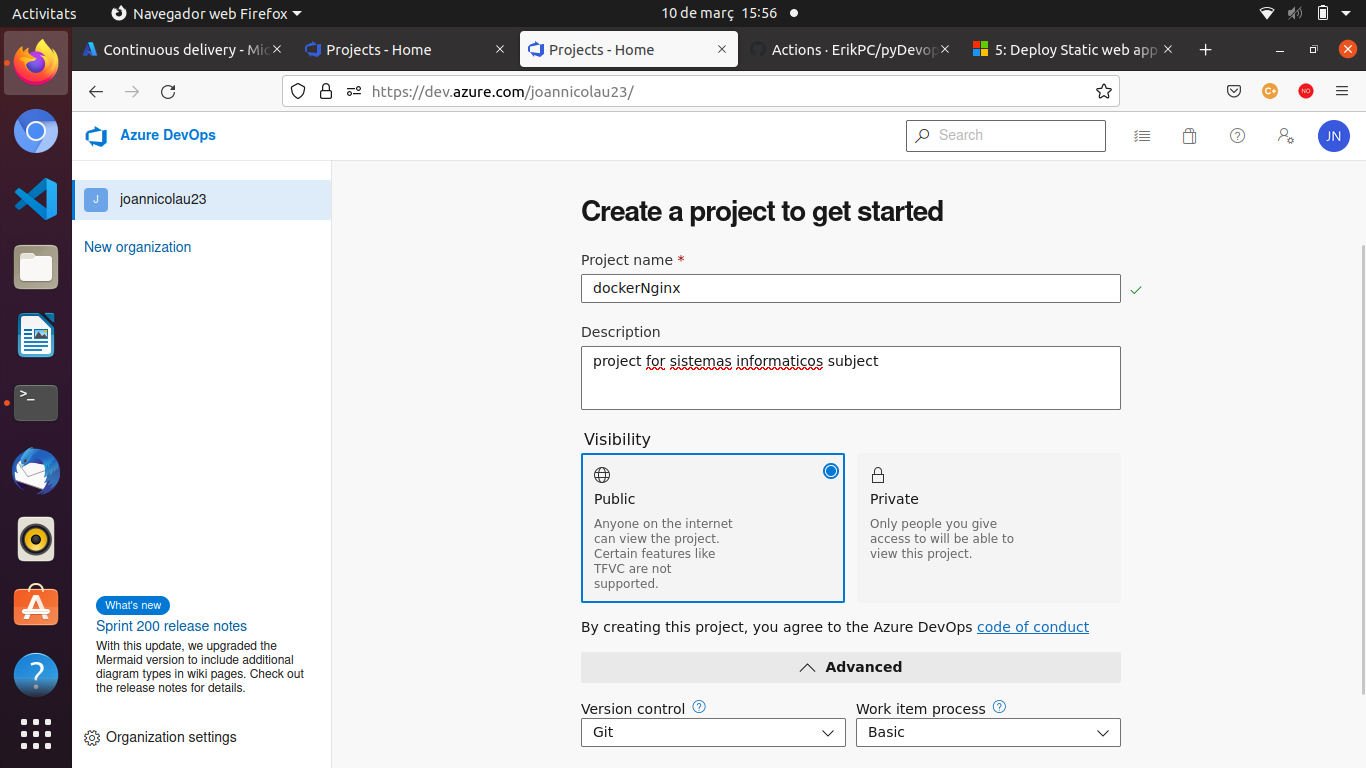 Activitats
Navegador web Firefox
10 de març 15:56
Continuous delivery - Mic
Projects - Home
Projects - Home
Actions · ErikPC/pyDevop
5: Deploy Static web app
https://dev.azure.com/joannicolau23/
C+
NO
Azure DevOps
Search
JN
J
joannicolau23
New organization
Create a project to get started
Project name *
dockerNginx
Description
project for sistemas informaticos subject
Visibility
Public
Anyone on the internet
can view the project.
Certain features like
TFVC are not
supported.
Private
Only people you give
access to will be able to
view this project.
By creating this project, you agree to the Azure DevOps code of conduct
Advanced
Version control
Git
Work item process
Basic
What's new
Sprint 200 release notes
With this update, we upgraded the
Mermaid version to include additional
diagram types in wiki pages. Check out
the release notes for details.
Organization settings